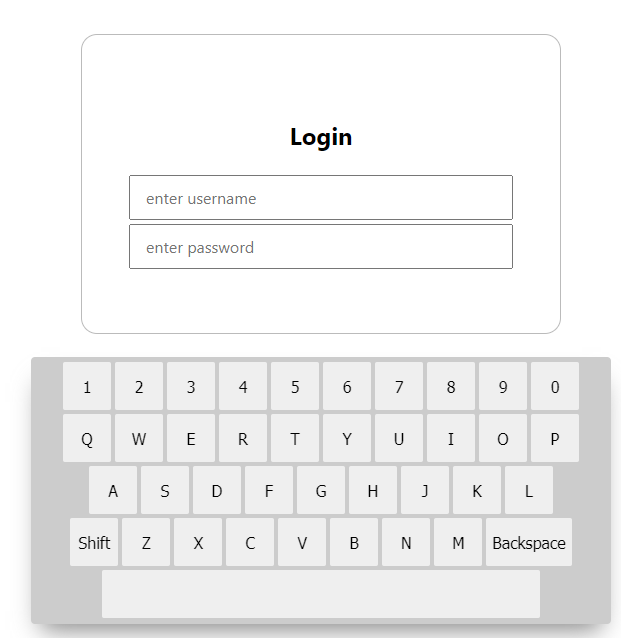 Login
enter username
enter password
1 2 3 4 5 6 7 8 9 0
Q W E R T Y U I O P
A S D F G H J K L
Shift Z X C V B N M Backspace